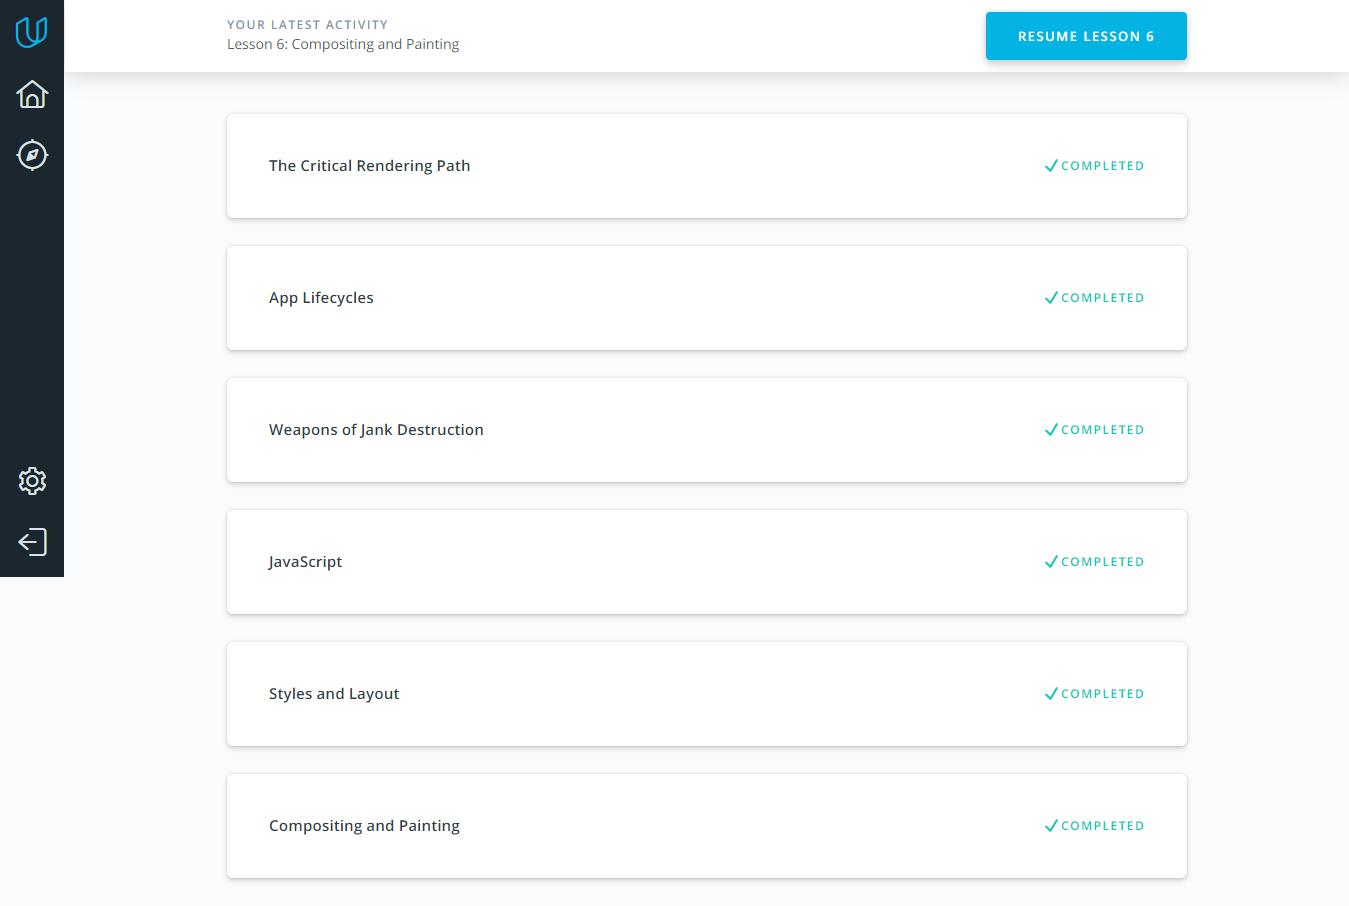 YOUR LATEST ACTIVITY
Lesson 6: Compositing and Painting
RESUME LESSON 6
The Critical Rendering Path
COMPLETED
App Lifecycles
COMPLETED
Weapons of Jank Destruction
COMPLETED
JavaScript
COMPLETED
Styles and Layout
COMPLETED
Compositing and Painting
COMPLETED